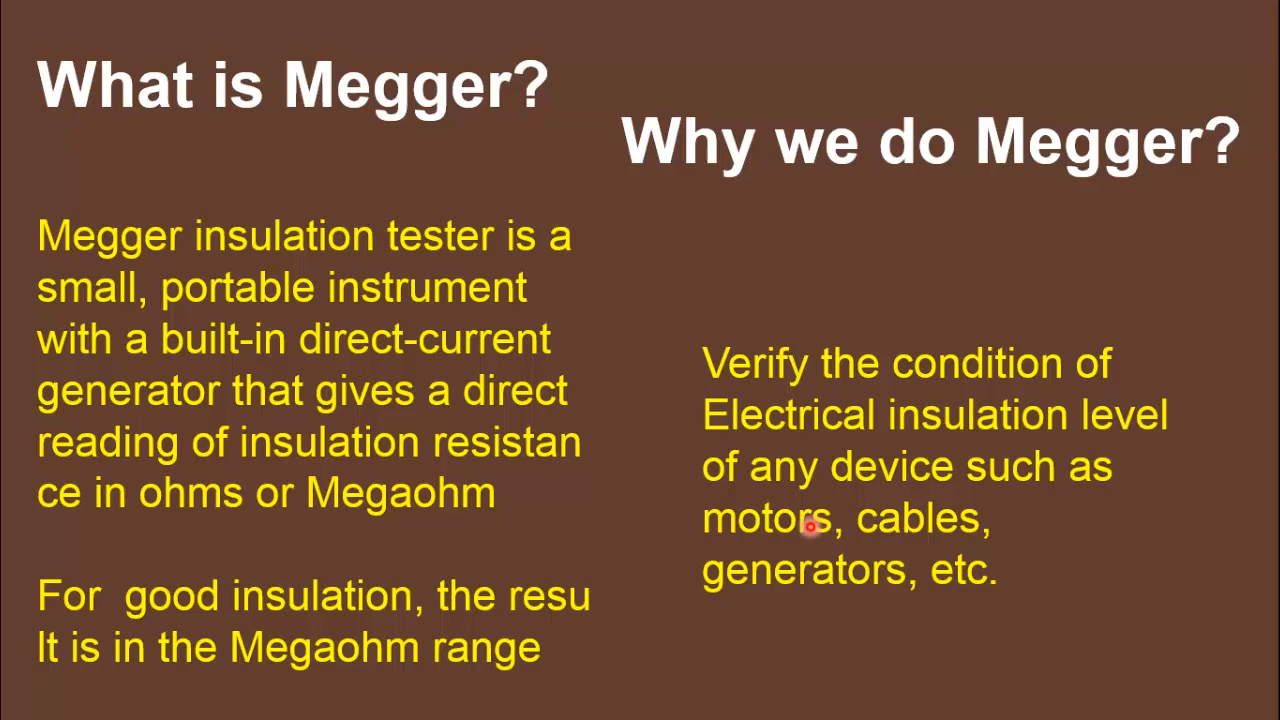 What is Megger?
Megger insulation tester is a
small, portable instrument
with a built-in direct-current
generator that gives a direct
reading of insulation resistan
ce in ohms or Megaohm
For  good insulation, the resu
lt is in the Megaohm range
Why we do Megger?
Verify the condition of
Electrical insulation level
of any device such as
motors, cables,
generators, etc.